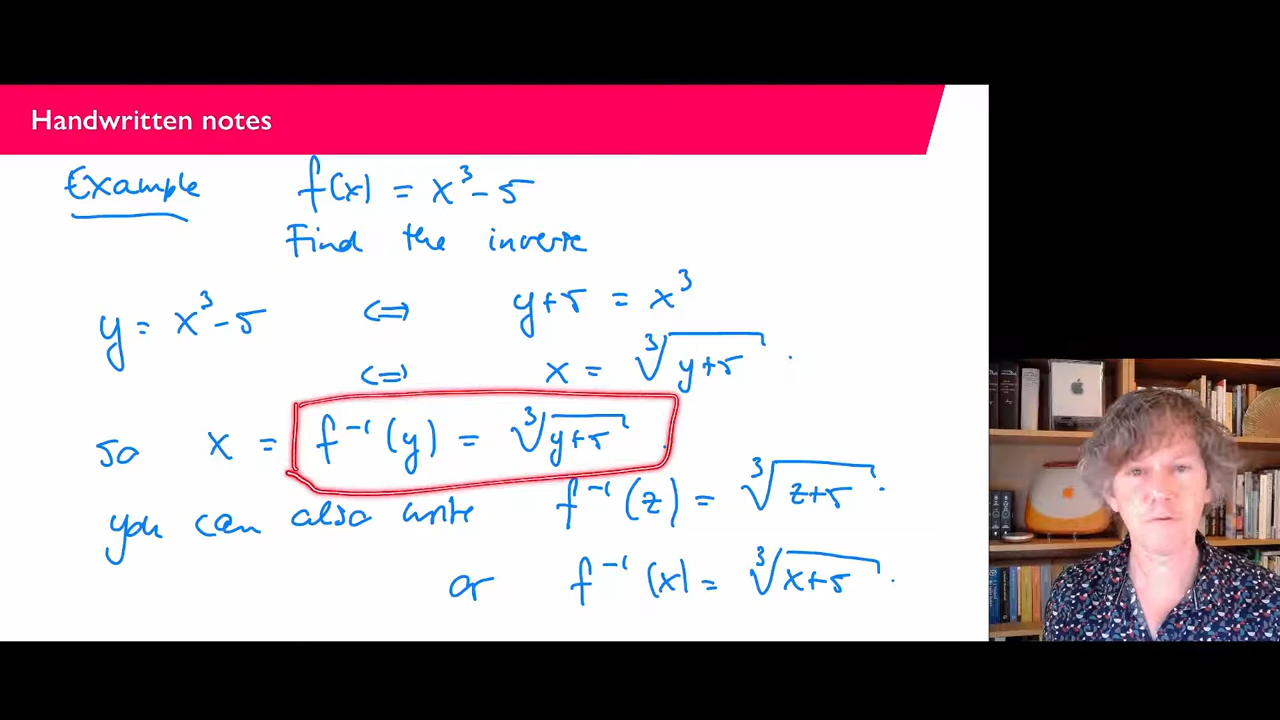 Handwritten notes
Example f(x) = x³-5
Find the inverse
y = x³-5 <=> y+5 = x³
<=> x = ∛(y+5).
so x = f⁻¹(y) = ∛(y+5).
you can also write f⁻¹(z) = ∛(z+5).
or f⁻¹(x) = ∛(x+5).